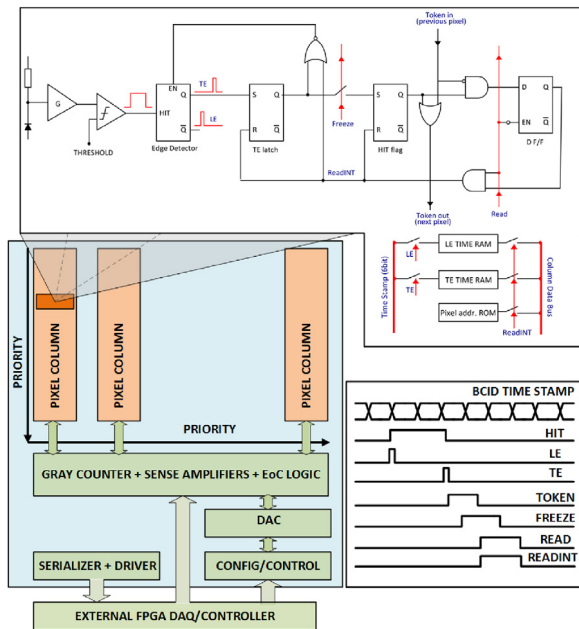 Token in
(previous pixel)
EN
TE
S
Q
S
Q
D
Q
G
HIT
Q
LE
R
Q
Freeze
R
Q
EN
Q
THRESHOLD
Edge Detector
TE latch
ReadINT
HIT flag
D F/F
Token out
(next pixel)
Read
Time Stamp (6bit)
LE
LE TIME RAM
TE
TE TIME RAM
Pixel addr. ROM
ReadINT
Column Data Bus
PRIORITY
PIXEL COLUMN
PIXEL COLUMN
PIXEL COLUMN
PRIORITY
GRAY COUNTER + SENSE AMPLIFIERS + EoC LOGIC
DAC
SERIALIZER + DRIVER
CONFIG/CONTROL
EXTERNAL FPGA DAQ/CONTROLLER
BCID TIME STAMP
HIT
LE
TE
TOKEN
FREEZE
READ
READINT